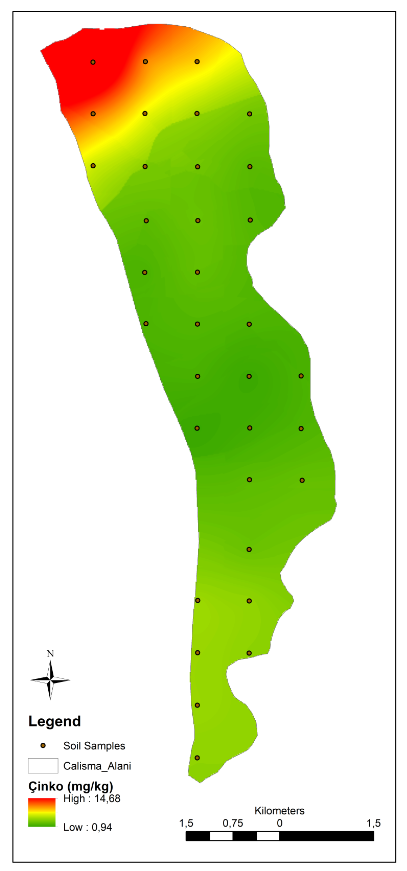 N
Legend
Soil Samples
Calisma_Alani
Çinko (mg/kg)
High : 14,68
Low : 0,94
Kilometers
1,5 0,75 0 1,5